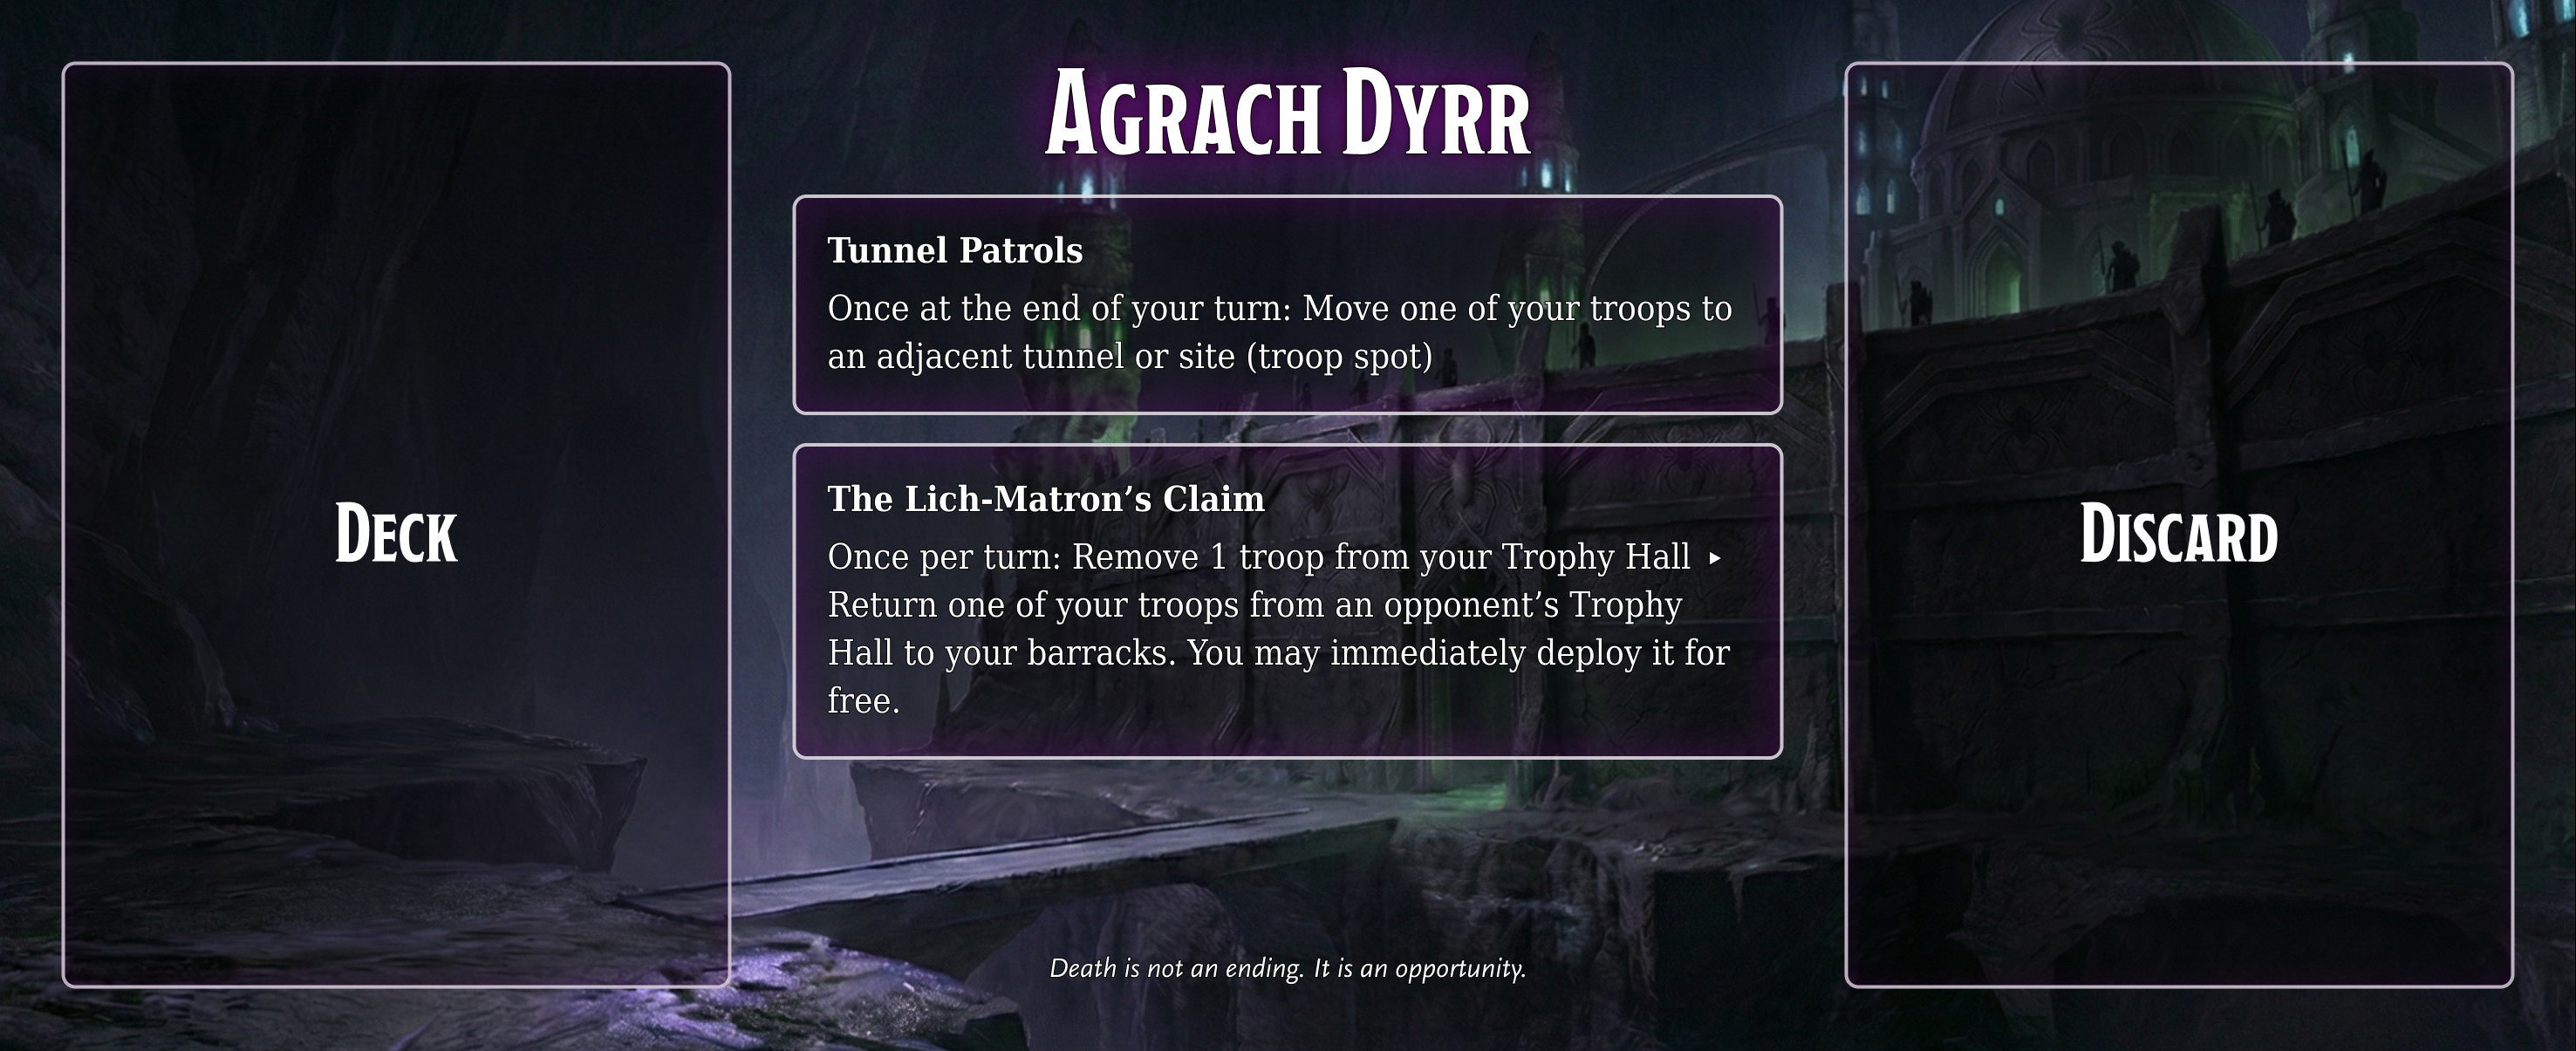 Agrach Dyrr
Tunnel Patrols
Once at the end of your turn: Move one of your troops to
an adjacent tunnel or site (troop spot)
The Lich-Matron’s Claim
Once per turn: Remove 1 troop from your Trophy Hall ▸
Return one of your troops from an opponent’s Trophy
Hall to your barracks. You may immediately deploy it for
free.
Deck
Discard
Death is not an ending. It is an opportunity.